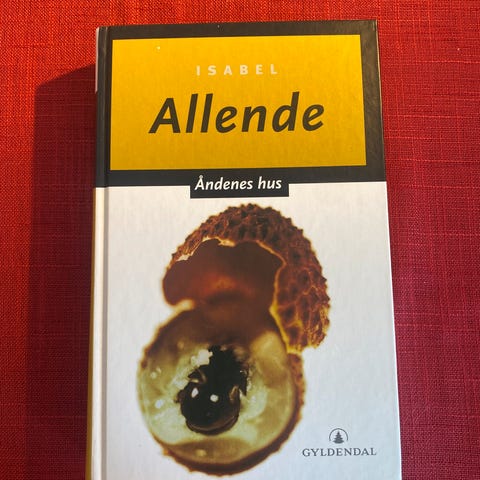 ISABEL
Allende
Åndenes hus
GYLDENDAL